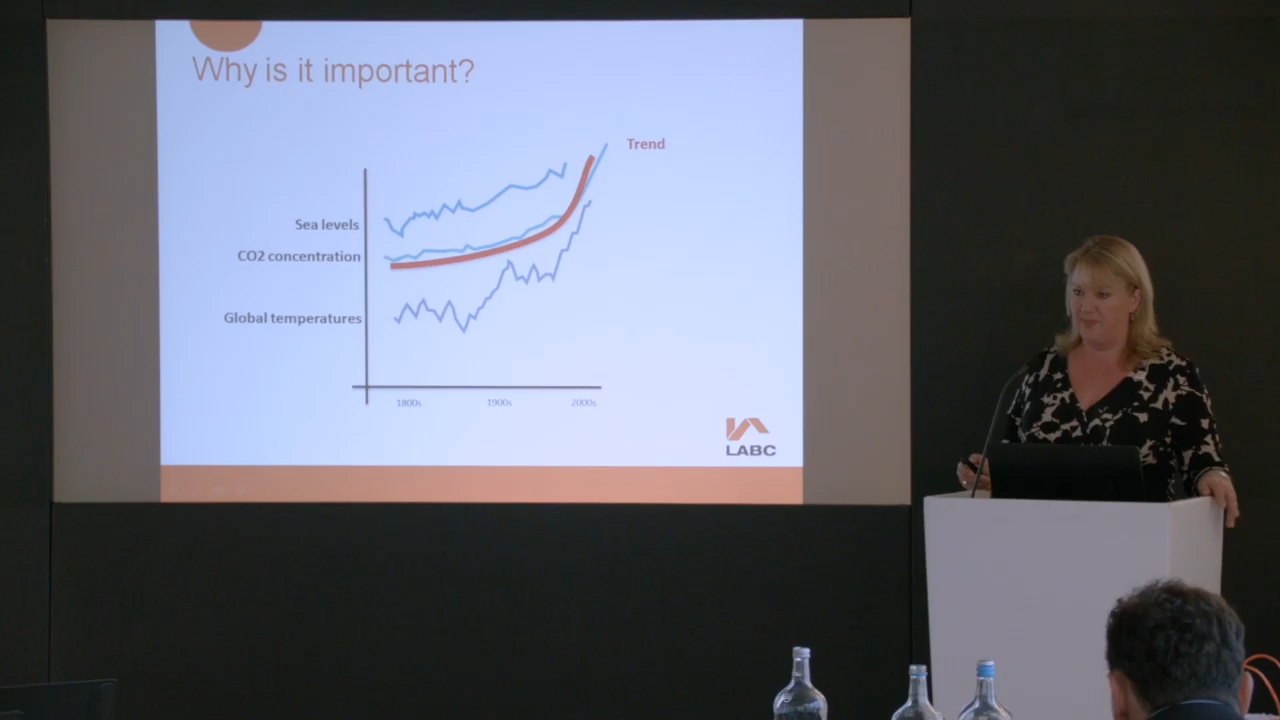 Why is it important?
Trend
Sea levels
CO2 concentration
Global temperatures
1800s 1900s 2000s
LABC